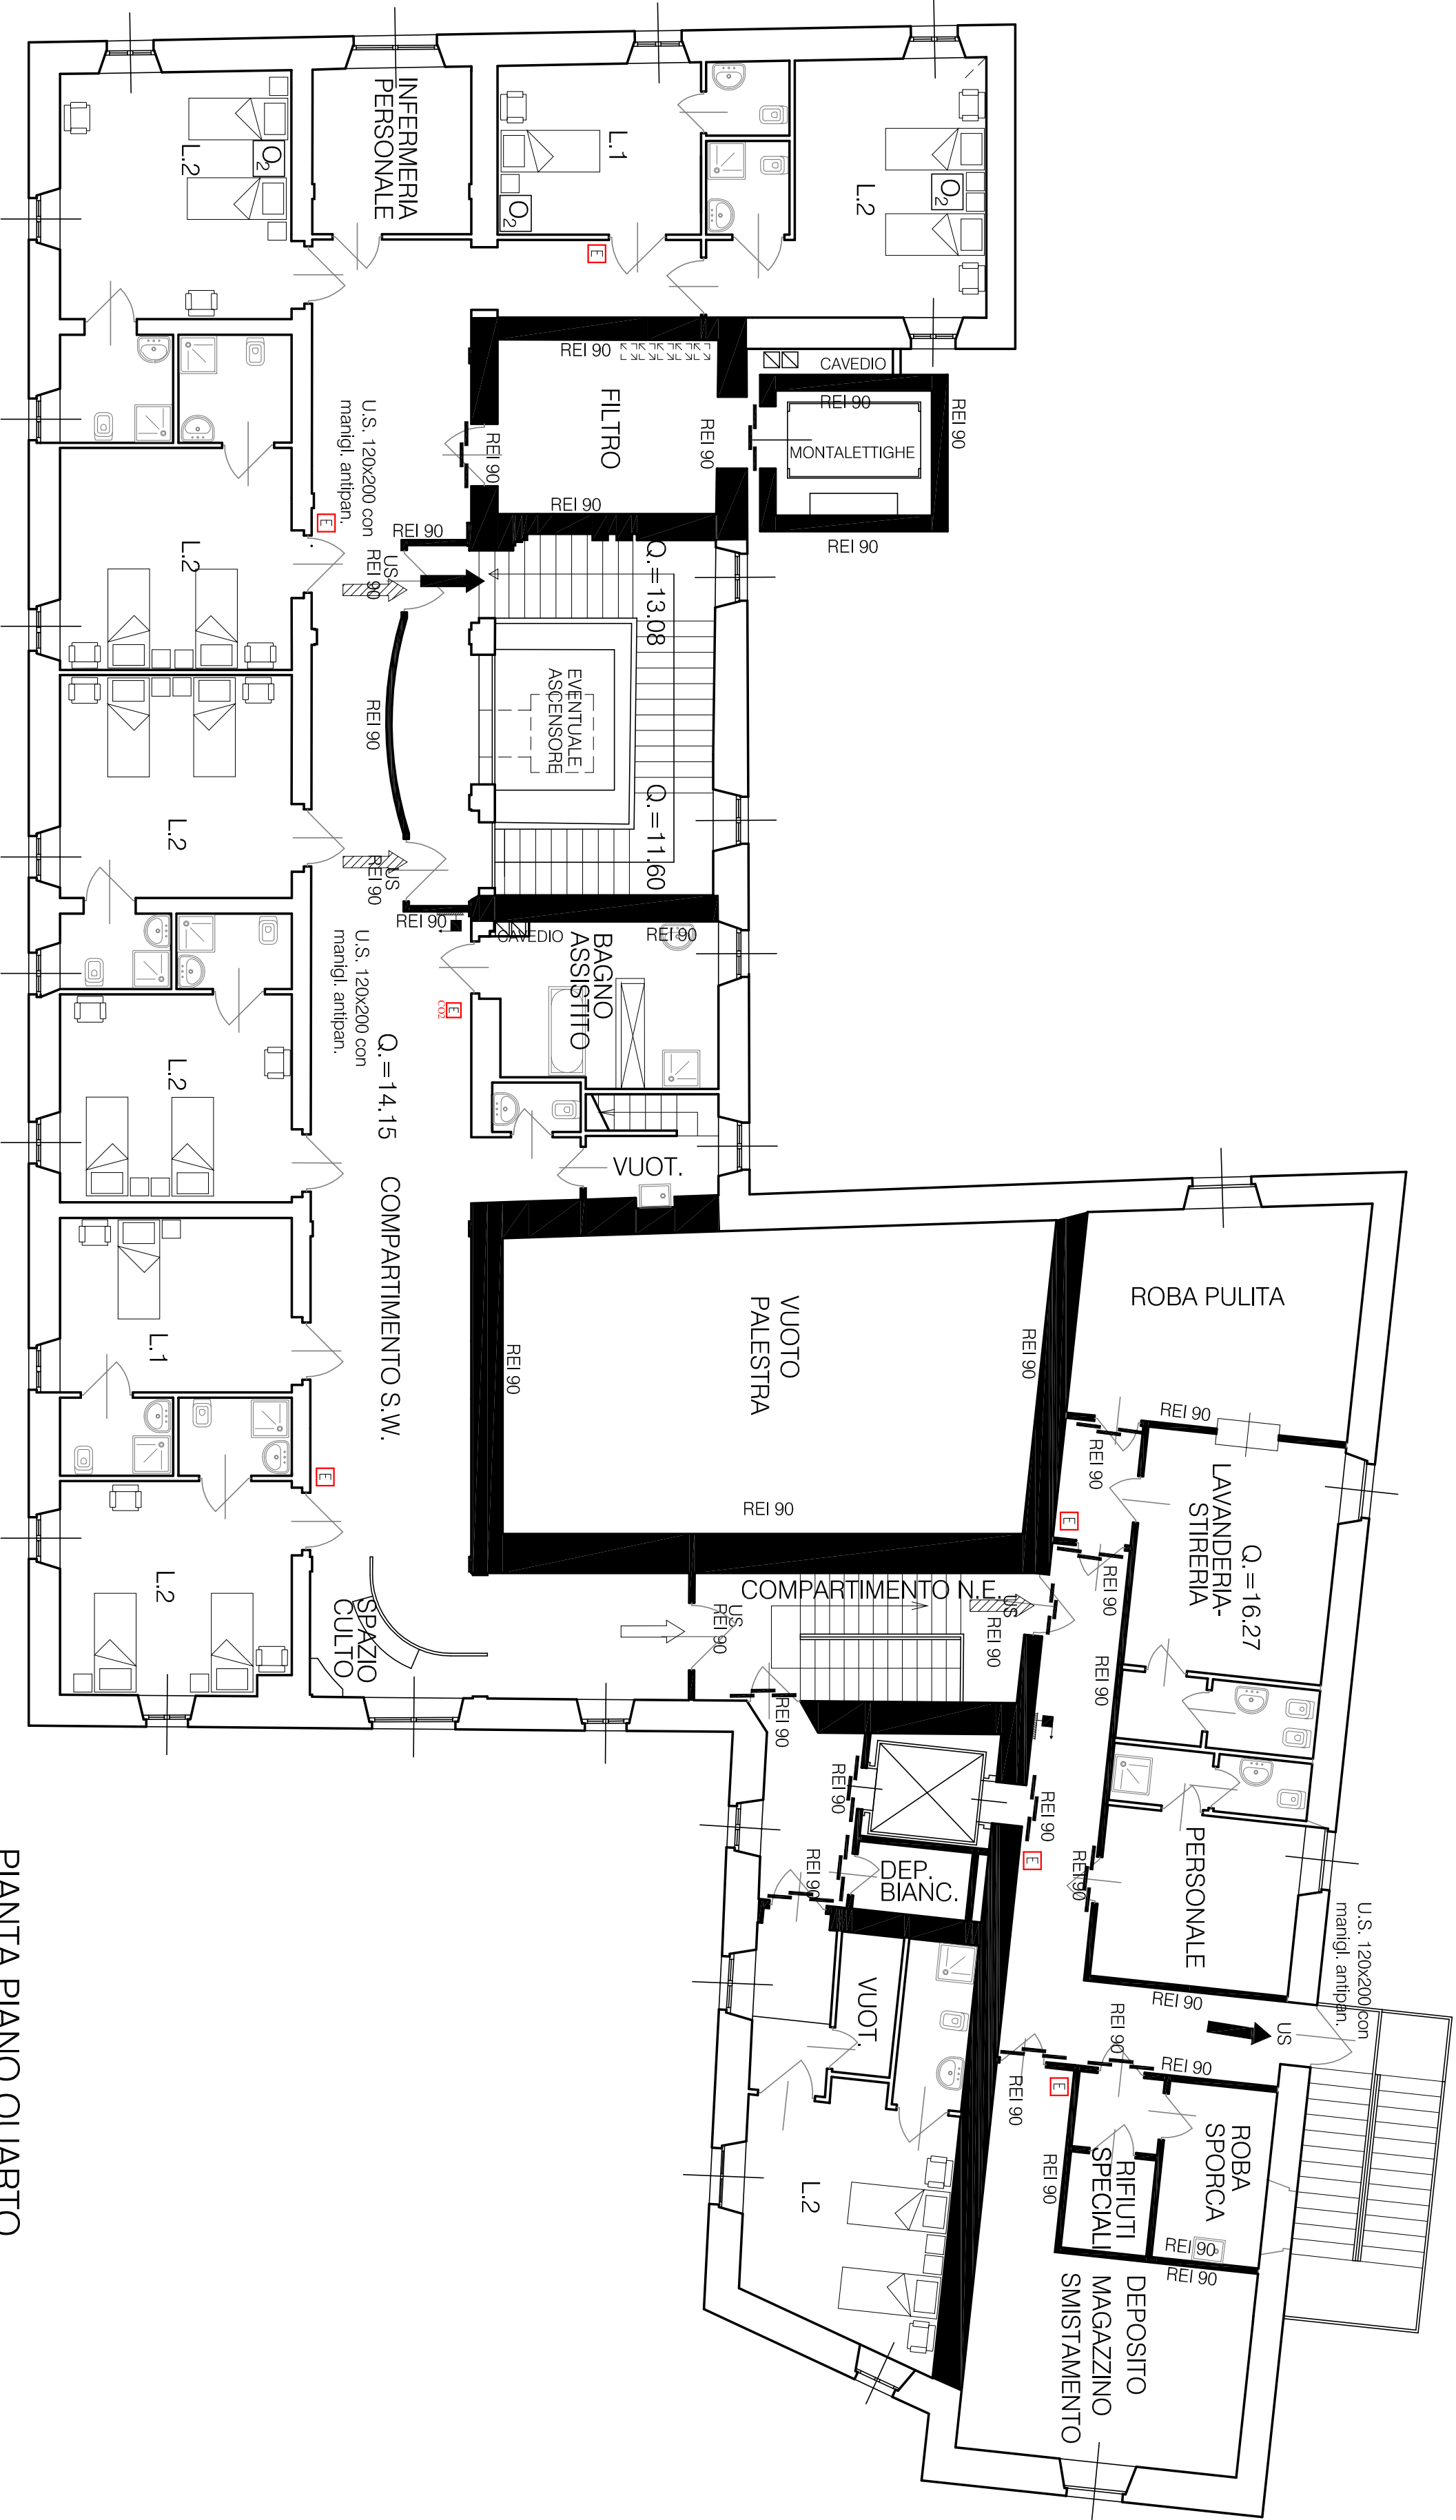 INFERMERIA
PERSONALE
L.1
L.2
L.2
O2
O2
O2
E
REI 90
FILTRO
REI 90
REI 90
REI 90
CAVEDIO
REI 90
REI 90
MONTALETTIGHE
REI 90
U.S. 120x200 con
manigl. antipan.
E
REI 90
US
REI 90
Q.=13.08
L.2
REI 90
EVENTUALE
ASCENSORE
Q.=11.60
L.2
US
REI 90
REI 90
CAVEDIO
REI 90
BAGNO
ASSISTITO
U.S. 120x200 con
manigl. antipan.
E
CO2
Q.=14.15
L.2
VUOT.
COMPARTIMENTO S.W.
L.1
REI 90
VUOTO
PALESTRA
REI 90
REI 90
ROBA PULITA
REI 90
REI 90
E
LAVANDERIA-
STIRERIA
Q.=16.27
E
L.2
SPAZIO
CULTO
COMPARTIMENTO N.E.
US
REI 90
US
REI 90
REI 90
REI 90
REI 90
REI 90
REI 90
E
REI 90
DEP.
BIANC.
REI 90
PERSONALE
REI 90
U.S. 120x200 con
manigl. antipan.
US
VUOT.
REI 90
REI 90
REI 90
E
L.2
REI 90
RIFIUTI
SPECIALI
ROBA
SPORCA
REI 90
REI 90
DEPOSITO
MAGAZZINO
SMISTAMENTO
PIANTA PIANO QUARTO